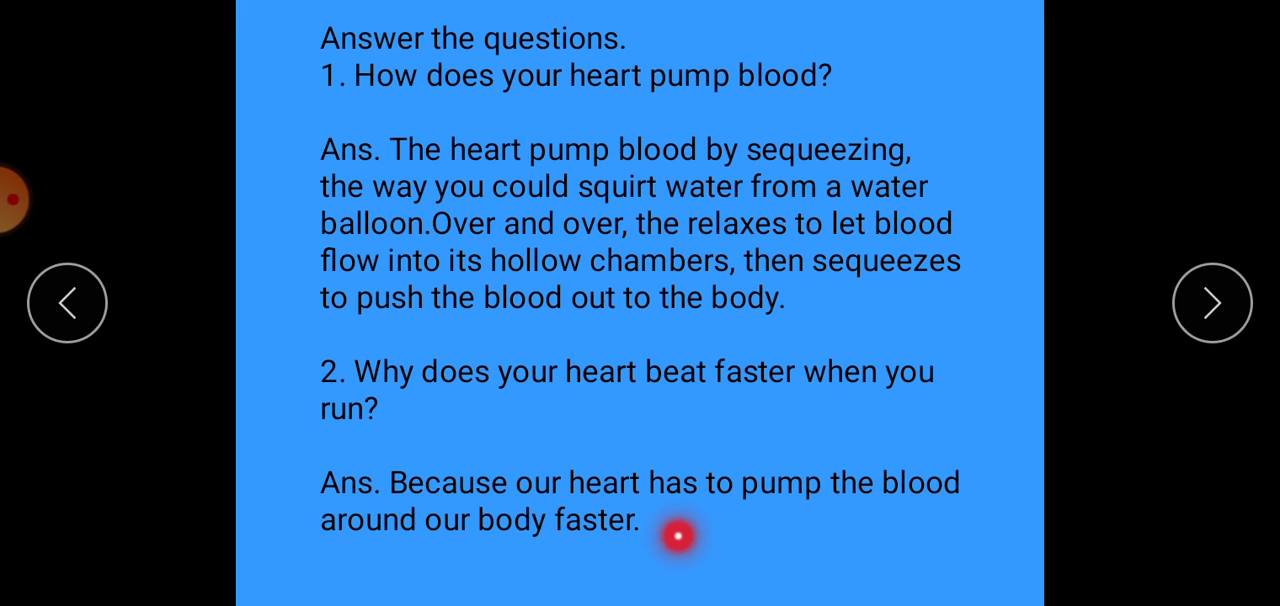 Answer the questions.
1. How does your heart pump blood?
Ans. The heart pump blood by sequeezing,
the way you could squirt water from a water
balloon.Over and over, the relaxes to let blood
flow into its hollow chambers, then sequeezes
to push the blood out to the body.
2. Why does your heart beat faster when you
run?
Ans. Because our heart has to pump the blood
around our body faster.